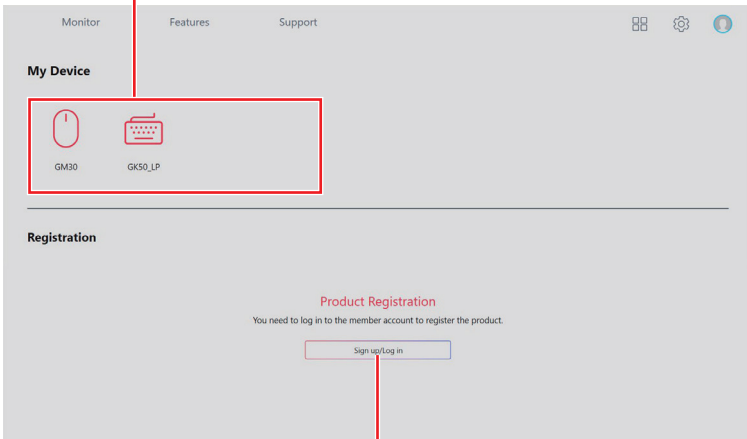 Monitor Features Support
My Device
GM30 GK50_LP
Registration
Product Registration
You need to log in to the member account to register the product.
Sign up/Log in